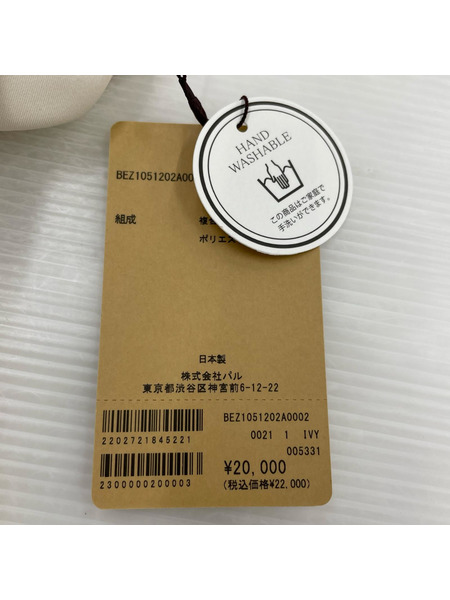 HAND
WASHABLE
この商品はご家庭で
手洗いができます。
BEZ1051202A00
組成
ポリエス
日本製
株式会社パル
東京都渋谷区神宮前6-12-22
BEZ1051202A0002
2202721846221
0021 1 IVY
005331
¥20,000
2300000200003
(税込価格¥22,000)